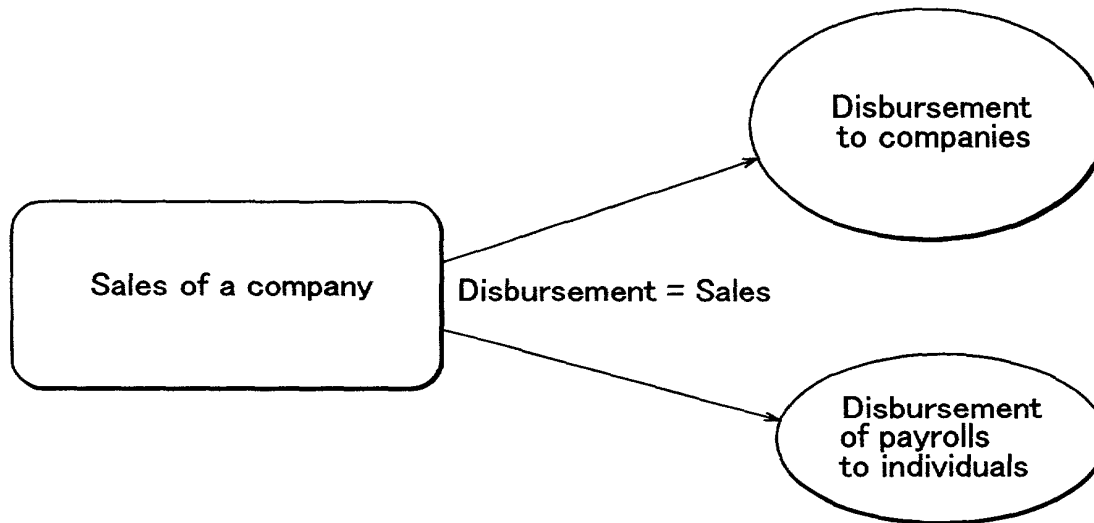 Disbursement
to companies
Sales of a company
Disbursement = Sales
Disbursement
of payrolls
to individuals